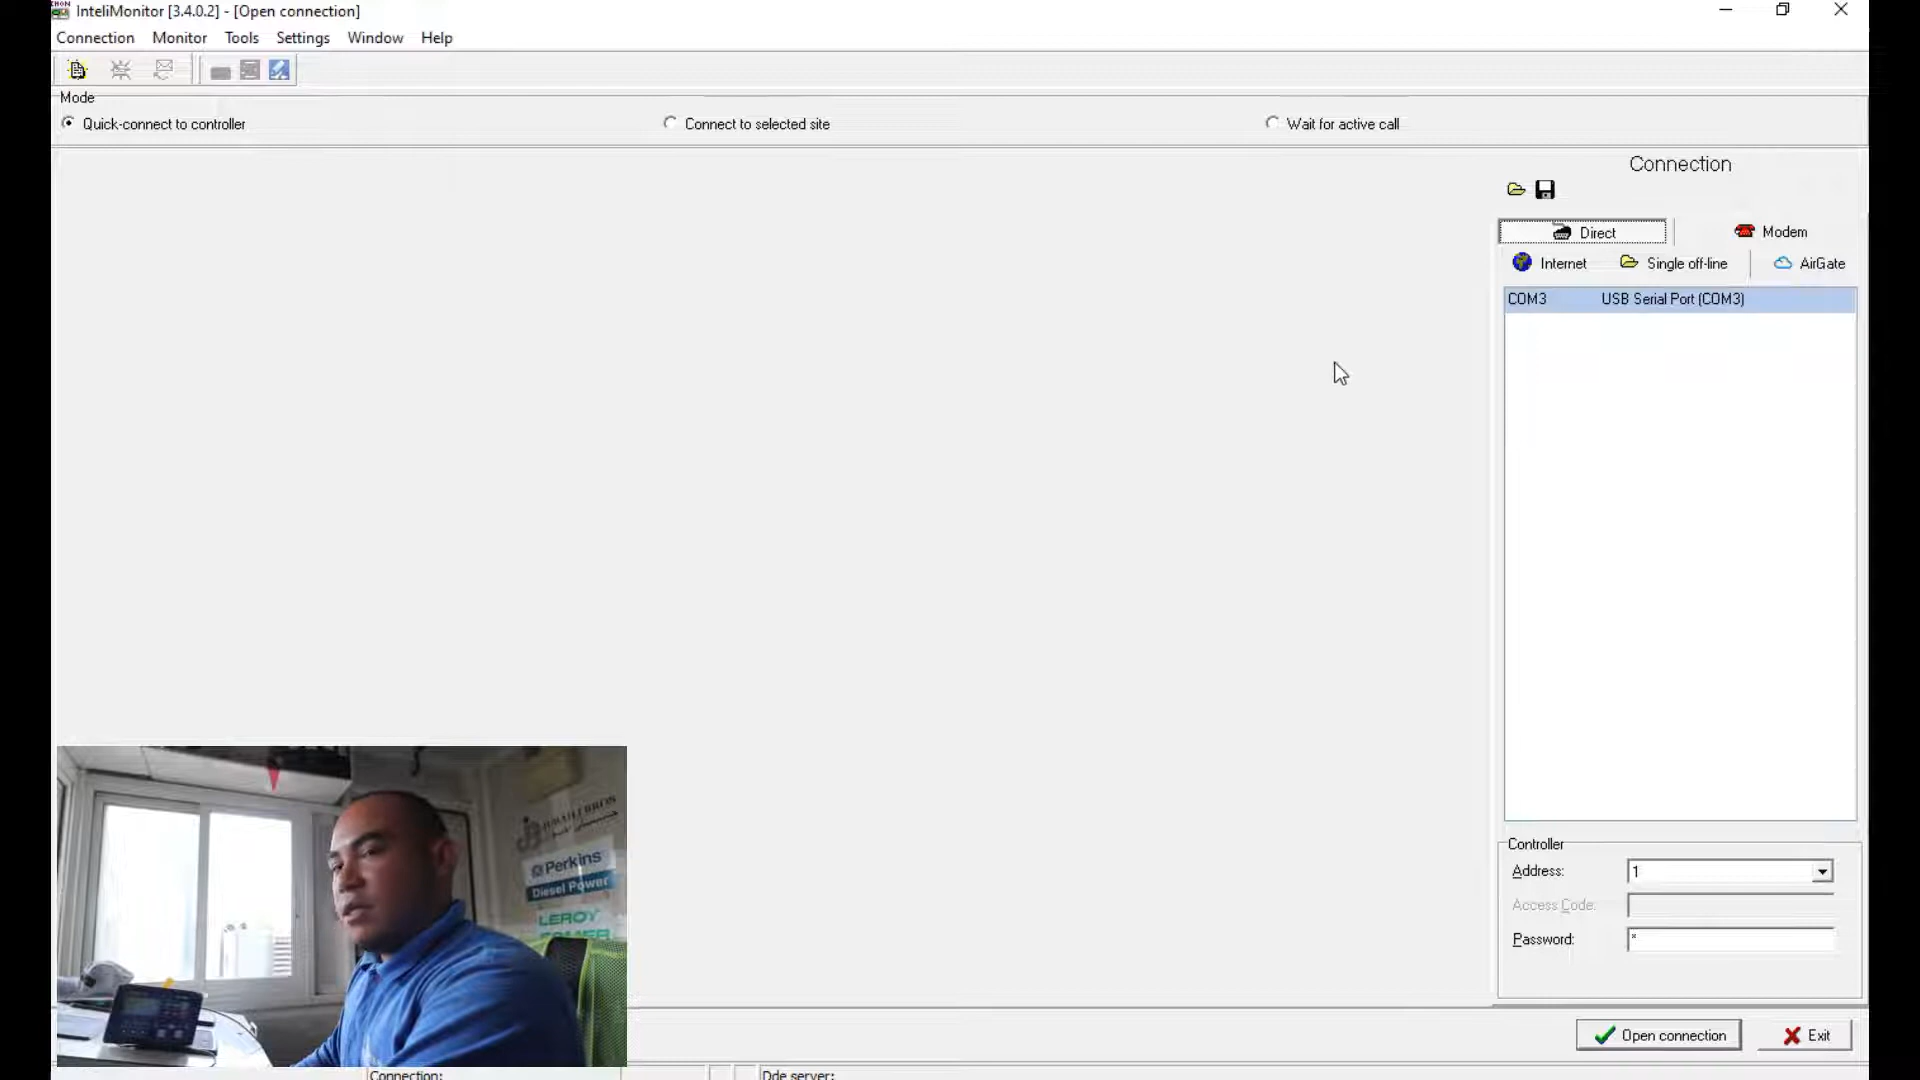 InteliMonitor [3.4.0.2] - [Open connection]
Connection Monitor Tools Settings Window Help
Mode
Quick-connect to controller Connect to selected site Wait for active call
Connection
Direct Modem
Internet Single off-line AirGate
COM3 USB Serial Port (COM3)
Controller
Address: 1
Access Code:
Password: *
Perkins
Diesel Power
LEROY
SOMER
Open connection Exit
Connection: Dde server: